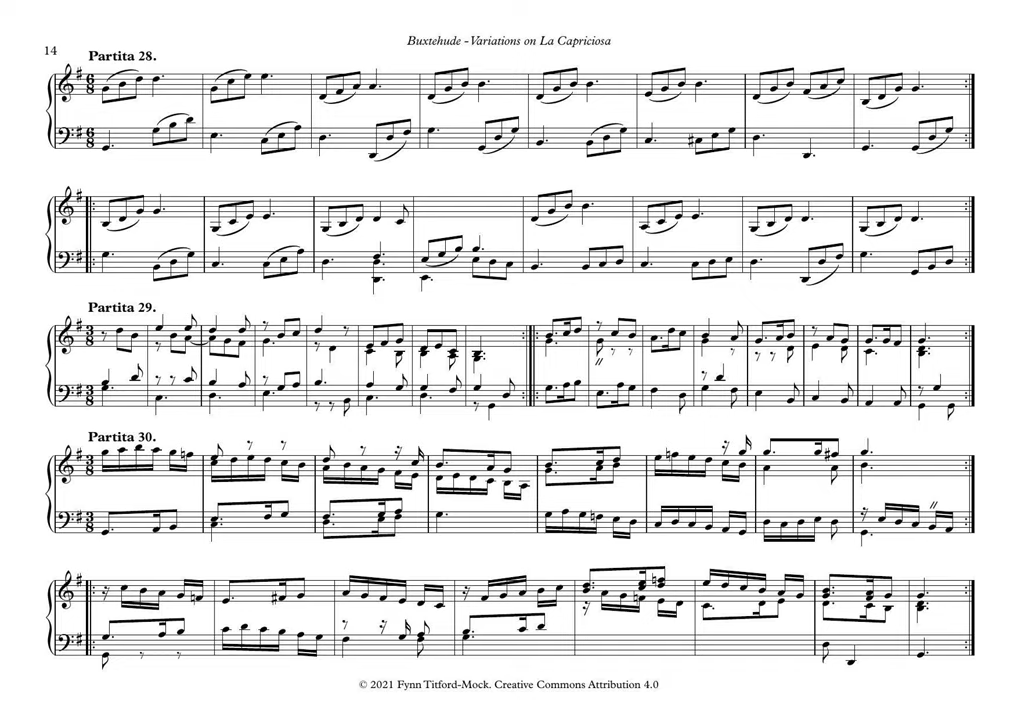 Buxtehude - Variations on La Capriciosa
14
Partita 28.
Partita 29.
Partita 30.
© 2021 Fynn Titford-Mock. Creative Commons Attribution 4.0